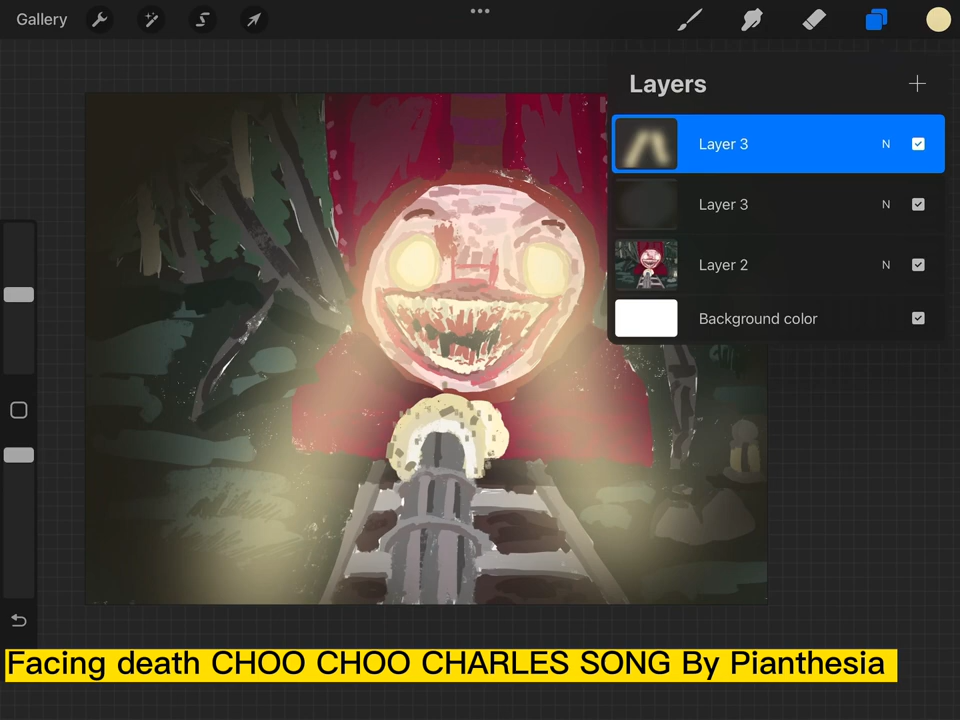 Gallery
Layers
Layer 3 N
Layer 3 N
Layer 2 N
Background color
Facing death CHOO CHOO CHARLES SONG By Pianthesia